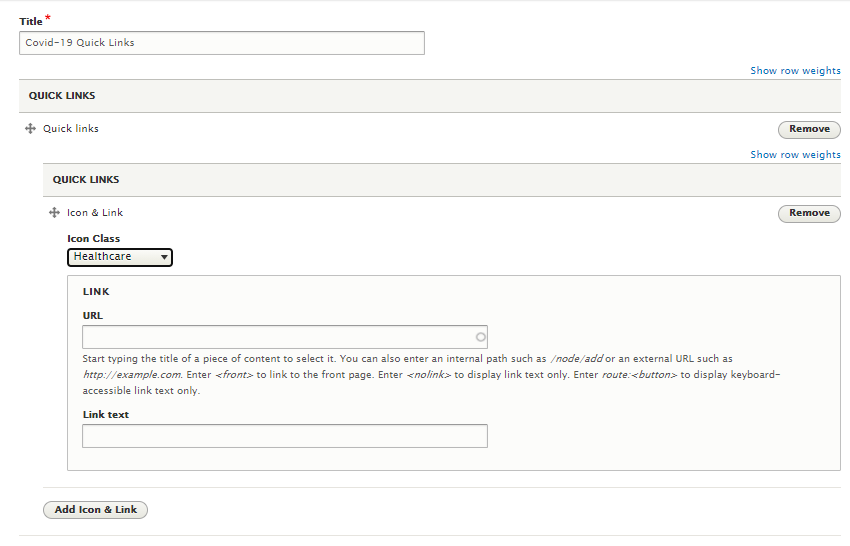 Title*
Covid-19 Quick Links
Show row weights
QUICK LINKS
Quick links
Remove
Show row weights
QUICK LINKS
Icon & Link
Remove
Icon Class
Healthcare
LINK
URL
Start typing the title of a piece of content to select it. You can also enter an internal path such as /node/add or an external URL such as
http://example.com. Enter <front> to link to the front page. Enter <nolink> to display link text only. Enter route:<button> to display keyboard-
accessible link text only.
Link text
Add Icon & Link